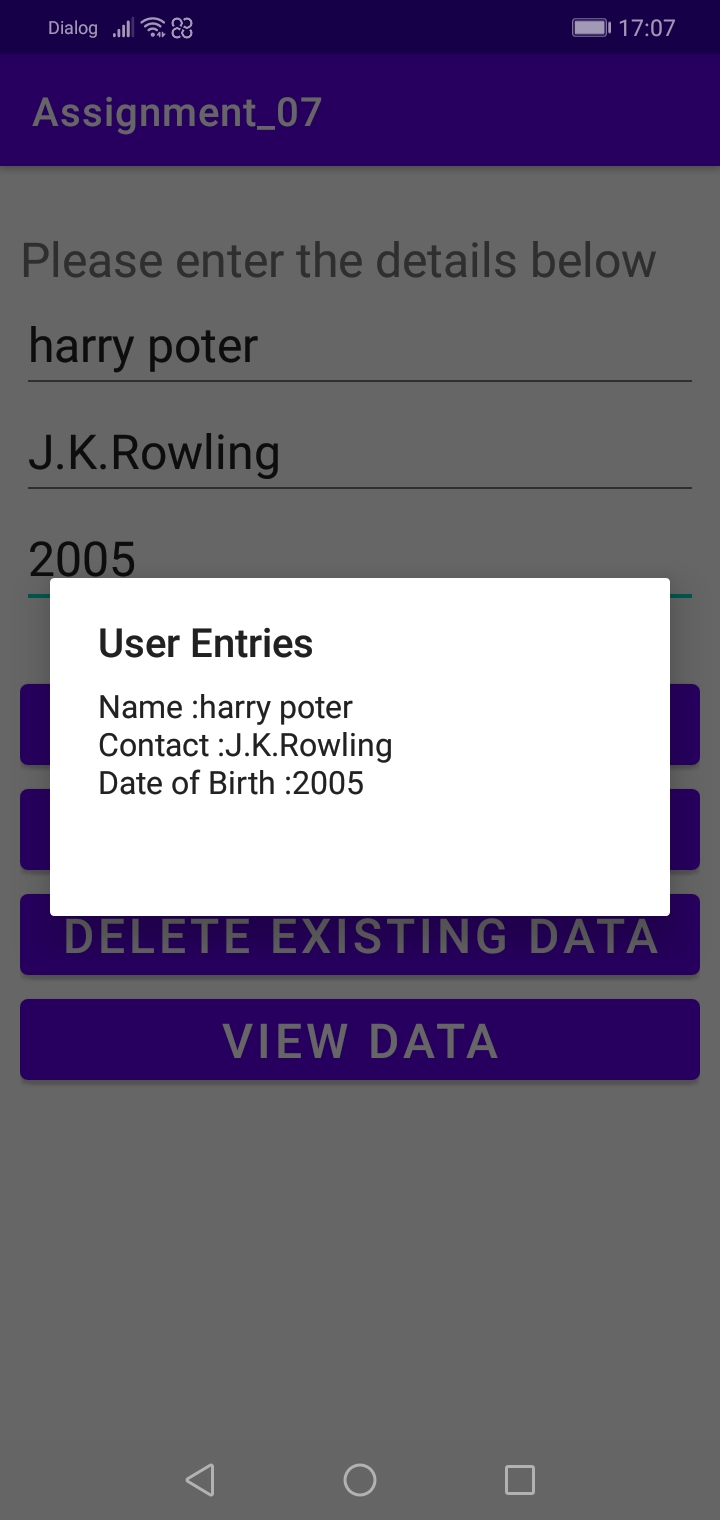 Dialog 17:07
Assignment_07
Please enter the details below
harry poter
J.K.Rowling
2005
User Entries
Name :harry poter
Contact :J.K.Rowling
Date of Birth :2005
DELETE EXISTING DATA
VIEW DATA